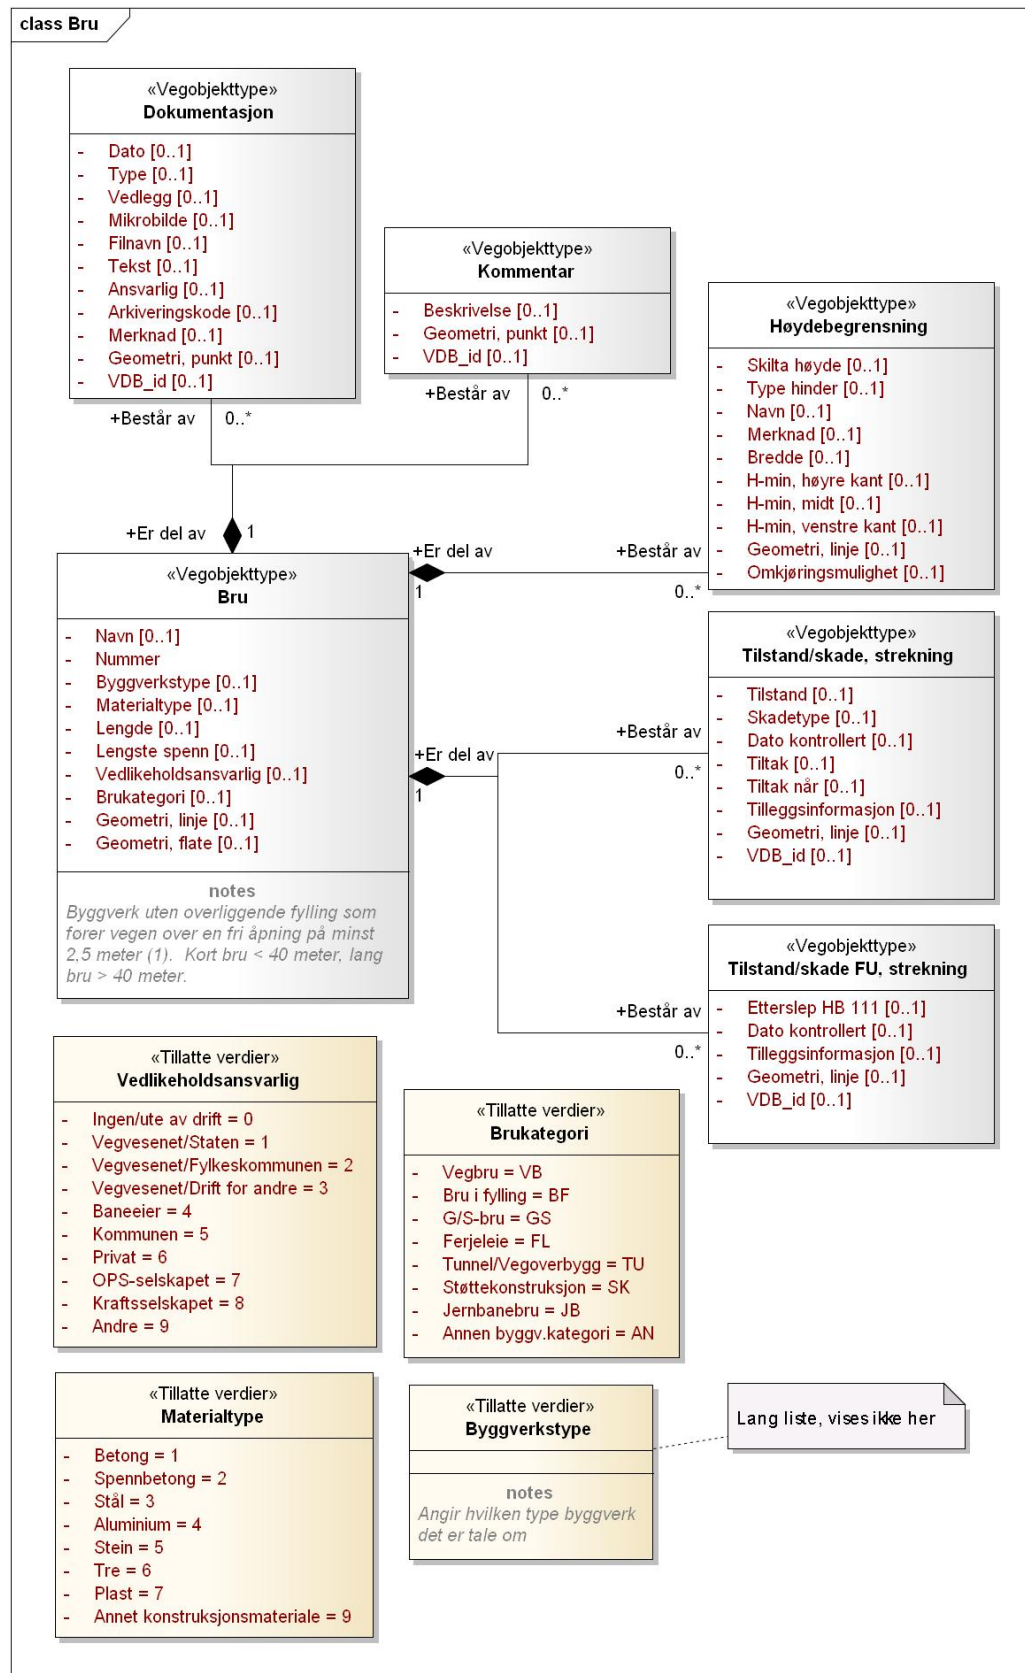 class Bru
«Vegobjekttype»
Dokumentasjon
- Dato [0..1]
- Type [0..1]
- Vedlegg [0..1]
- Mikrobilde [0..1]
- Filnavn [0..1]
- Tekst [0..1]
- Ansvarlig [0..1]
- Arkiveringskode [0..1]
- Merknad [0..1]
- Geometri, punkt [0..1]
- VDB_id [0..1]
+Består av 0..*
«Vegobjekttype»
Kommentar
- Beskrivelse [0..1]
- Geometri, punkt [0..1]
- VDB_id [0..1]
+Består av 0..*
«Vegobjekttype»
Høydebegrensning
- Skilta høyde [0..1]
- Type hinder [0..1]
- Navn [0..1]
- Merknad [0..1]
- Bredde [0..1]
- H-min, høyre kant [0..1]
- H-min, midt [0..1]
- H-min, venstre kant [0..1]
- Geometri, linje [0..1]
- Omkjøringsmulighet [0..1]
+Er del av 1
+Er del av
1
+Består av
0..*
«Vegobjekttype»
Bru
- Navn [0..1]
- Nummer
- Byggverkstype [0..1]
- Materialtype [0..1]
- Lengde [0..1]
- Lengste spenn [0..1]
- Vedlikeholdsansvarlig [0..1]
- Brukategori [0..1]
- Geometri, linje [0..1]
- Geometri, flate [0..1]
notes
Byggverk uten overliggende fylling som
fører vegen over en fri åpning på minst
2,5 meter (1).  Kort bru < 40 meter, lang
bru > 40 meter.
+Er del av
1
+Består av
0..*
«Vegobjekttype»
Tilstand/skade, strekning
- Tilstand [0..1]
- Skadetype [0..1]
- Dato kontrollert [0..1]
- Tiltak [0..1]
- Tiltak når [0..1]
- Tilleggsinformasjon [0..1]
- Geometri, linje [0..1]
- VDB_id [0..1]
+Består av
0..*
«Vegobjekttype»
Tilstand/skade FU, strekning
- Etterslep HB 111 [0..1]
- Dato kontrollert [0..1]
- Tilleggsinformasjon [0..1]
- Geometri, linje [0..1]
- VDB_id [0..1]
«Tillatte verdier»
Vedlikeholdsansvarlig
- Ingen/ute av drift = 0
- Vegvesenet/Staten = 1
- Vegvesenet/Fylkeskommunen = 2
- Vegvesenet/Drift for andre = 3
- Baneeier = 4
- Kommunen = 5
- Privat = 6
- OPS-selskapet = 7
- Kraftsselskapet = 8
- Andre = 9
«Tillatte verdier»
Brukategori
- Vegbru = VB
- Bru i fylling = BF
- G/S-bru = GS
- Ferjeleie = FL
- Tunnel/Vegoverbygg = TU
- Støttekonstruksjon = SK
- Jernbanebru = JB
- Annen byggv.kategori = AN
«Tillatte verdier»
Materialtype
- Betong = 1
- Spennbetong = 2
- Stål = 3
- Aluminium = 4
- Stein = 5
- Tre = 6
- Plast = 7
- Annet konstruksjonsmateriale = 9
«Tillatte verdier»
Byggverkstype
notes
Angir hvilken type byggverk
det er tale om
Lang liste, vises ikke her